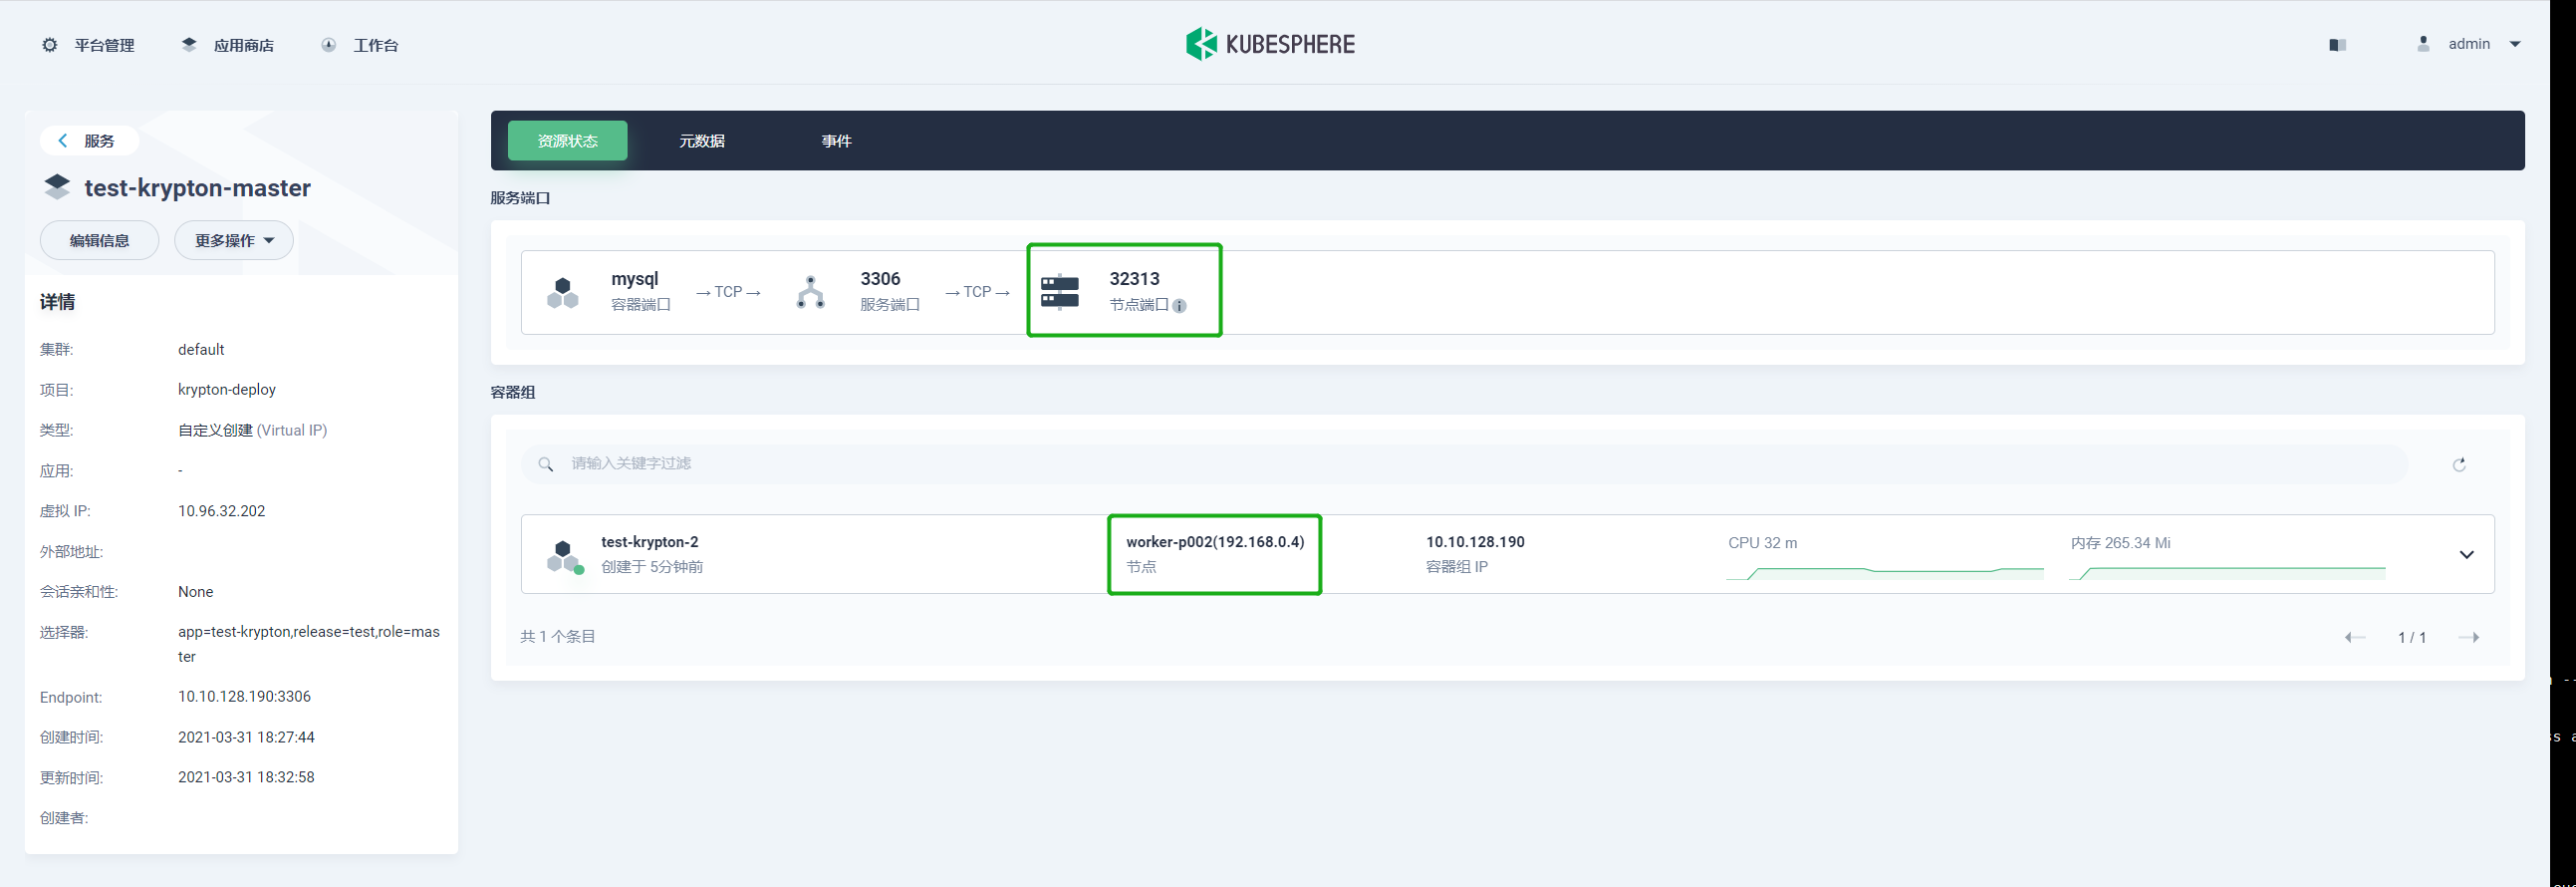 平台管理
应用商店
工作台
KUBESPHERE
admin
服务
test-krypton-master
编辑信息
更多操作
详情
集群: default
项目: krypton-deploy
类型: 自定义创建 (Virtual IP)
应用: -
虚拟 IP: 10.96.32.202
外部地址:
会话亲和性: None
选择器: app=test-krypton,release=test,role=mas
ter
Endpoint: 10.10.128.190:3306
创建时间: 2021-03-31 18:27:44
更新时间: 2021-03-31 18:32:58
创建者:
资源状态
元数据
事件
服务端口
mysql
容器端口
→ TCP →
3306
服务端口
→ TCP →
32313
节点端口
容器组
请输入关键字过滤
test-krypton-2
创建于 5分钟前
worker-p002(192.168.0.4)
节点
10.10.128.190
容器组 IP
CPU 32 m
内存 265.34 Mi
共 1 个条目
1 / 1